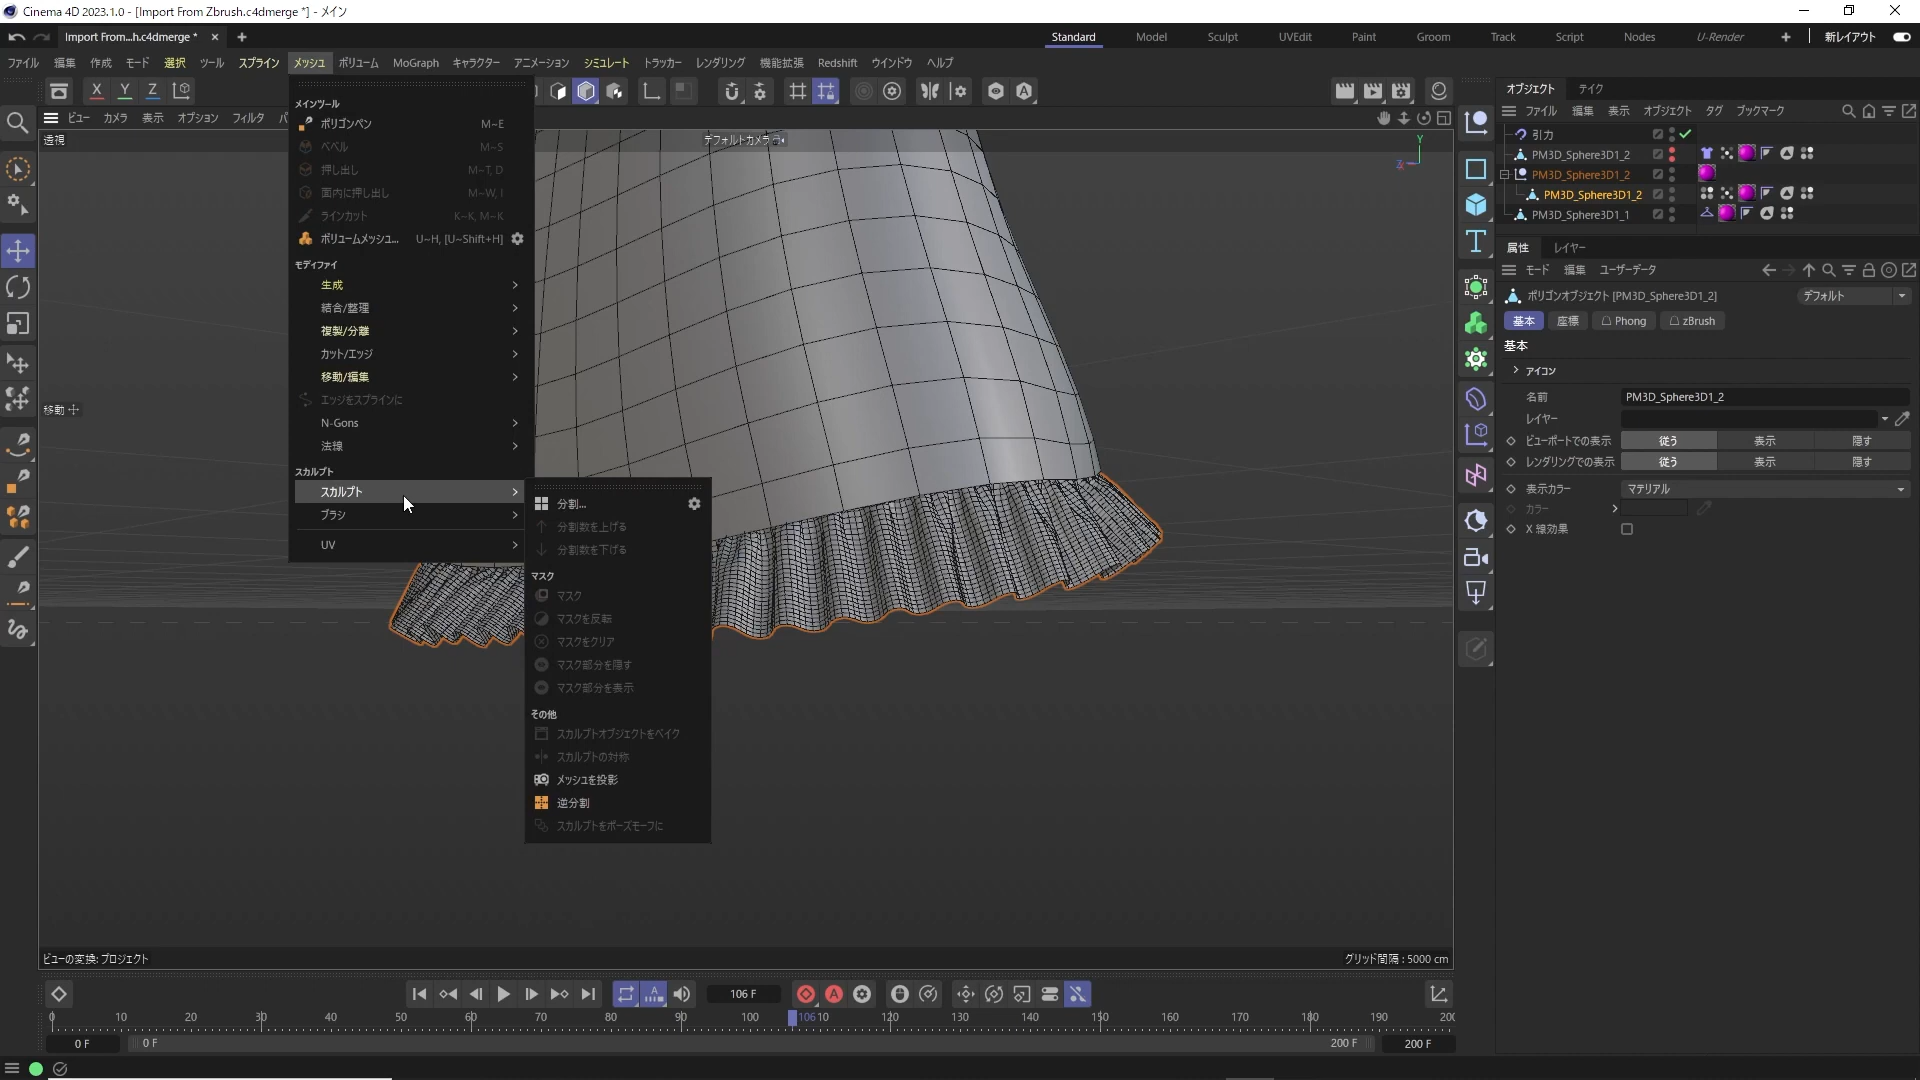 Cinema 4D 2023.1.0 - [Import From Zbrush.c4dmerge *] - メイン
Import From...h.c4dmerge *
Standard
Model
Sculpt
UVEdit
Paint
Groom
Track
Script
Nodes
U-Render
新レイアウト
ファイル
編集
作成
モード
選択
ツール
スプライン
メッシュ
ボリューム
MoGraph
キャラクター
アニメーション
シミュレート
トラッカー
レンダリング
機能拡張
Redshift
ウインドウ
ヘルプ
X
Y
Z
ビュー
カメラ
表示
オプション
フィルタ
透視
デフォルトカメラ
Y
移動
メインツール
ポリゴンペン M~E
ベベル M~S
押し出し M~T, D
面内に押し出し M~W, I
ラインカット K~K, M~K
ボリュームメッシュ... U~H, [U~Shift+H]
モディファイ
生成
結合/整理
複製/分離
カット/エッジ
移動/編集
エッジをスプラインに
N-Gons
法線
スカルプト
スカルプト
ブラシ
UV
分割...
分割数を上げる
分割数を下げる
マスク
マスク
マスクを反転
マスクをクリア
マスク部分を隠す
マスク部分を表示
その他
スカルプトオブジェクトをベイク
スカルプトの対称
メッシュを投影
逆分割
スカルプトをポーズモーフに
オブジェクト
テイク
ファイル
編集
表示
オブジェクト
タグ
ブックマーク
引力
PM3D_Sphere3D1_2
PM3D_Sphere3D1_2
PM3D_Sphere3D1_2
PM3D_Sphere3D1_1
属性
レイヤー
モード
編集
ユーザーデータ
ポリゴンオブジェクト [PM3D_Sphere3D1_2]
デフォルト
基本
座標
Phong
zBrush
基本
アイコン
名前 PM3D_Sphere3D1_2
レイヤー
ビューポートでの表示 従う 表示 隠す
レンダリングでの表示 従う 表示 隠す
表示カラー マテリアル
カラー
X 線効果
ビューの変換: プロジェクト
グリッド間隔 : 5000 cm
106 F
0 10 20 30 40 50 60 70 80 90 100 106 10 120 130 140 150 160 170 180 190 200
0 F
0 F
200 F
200 F